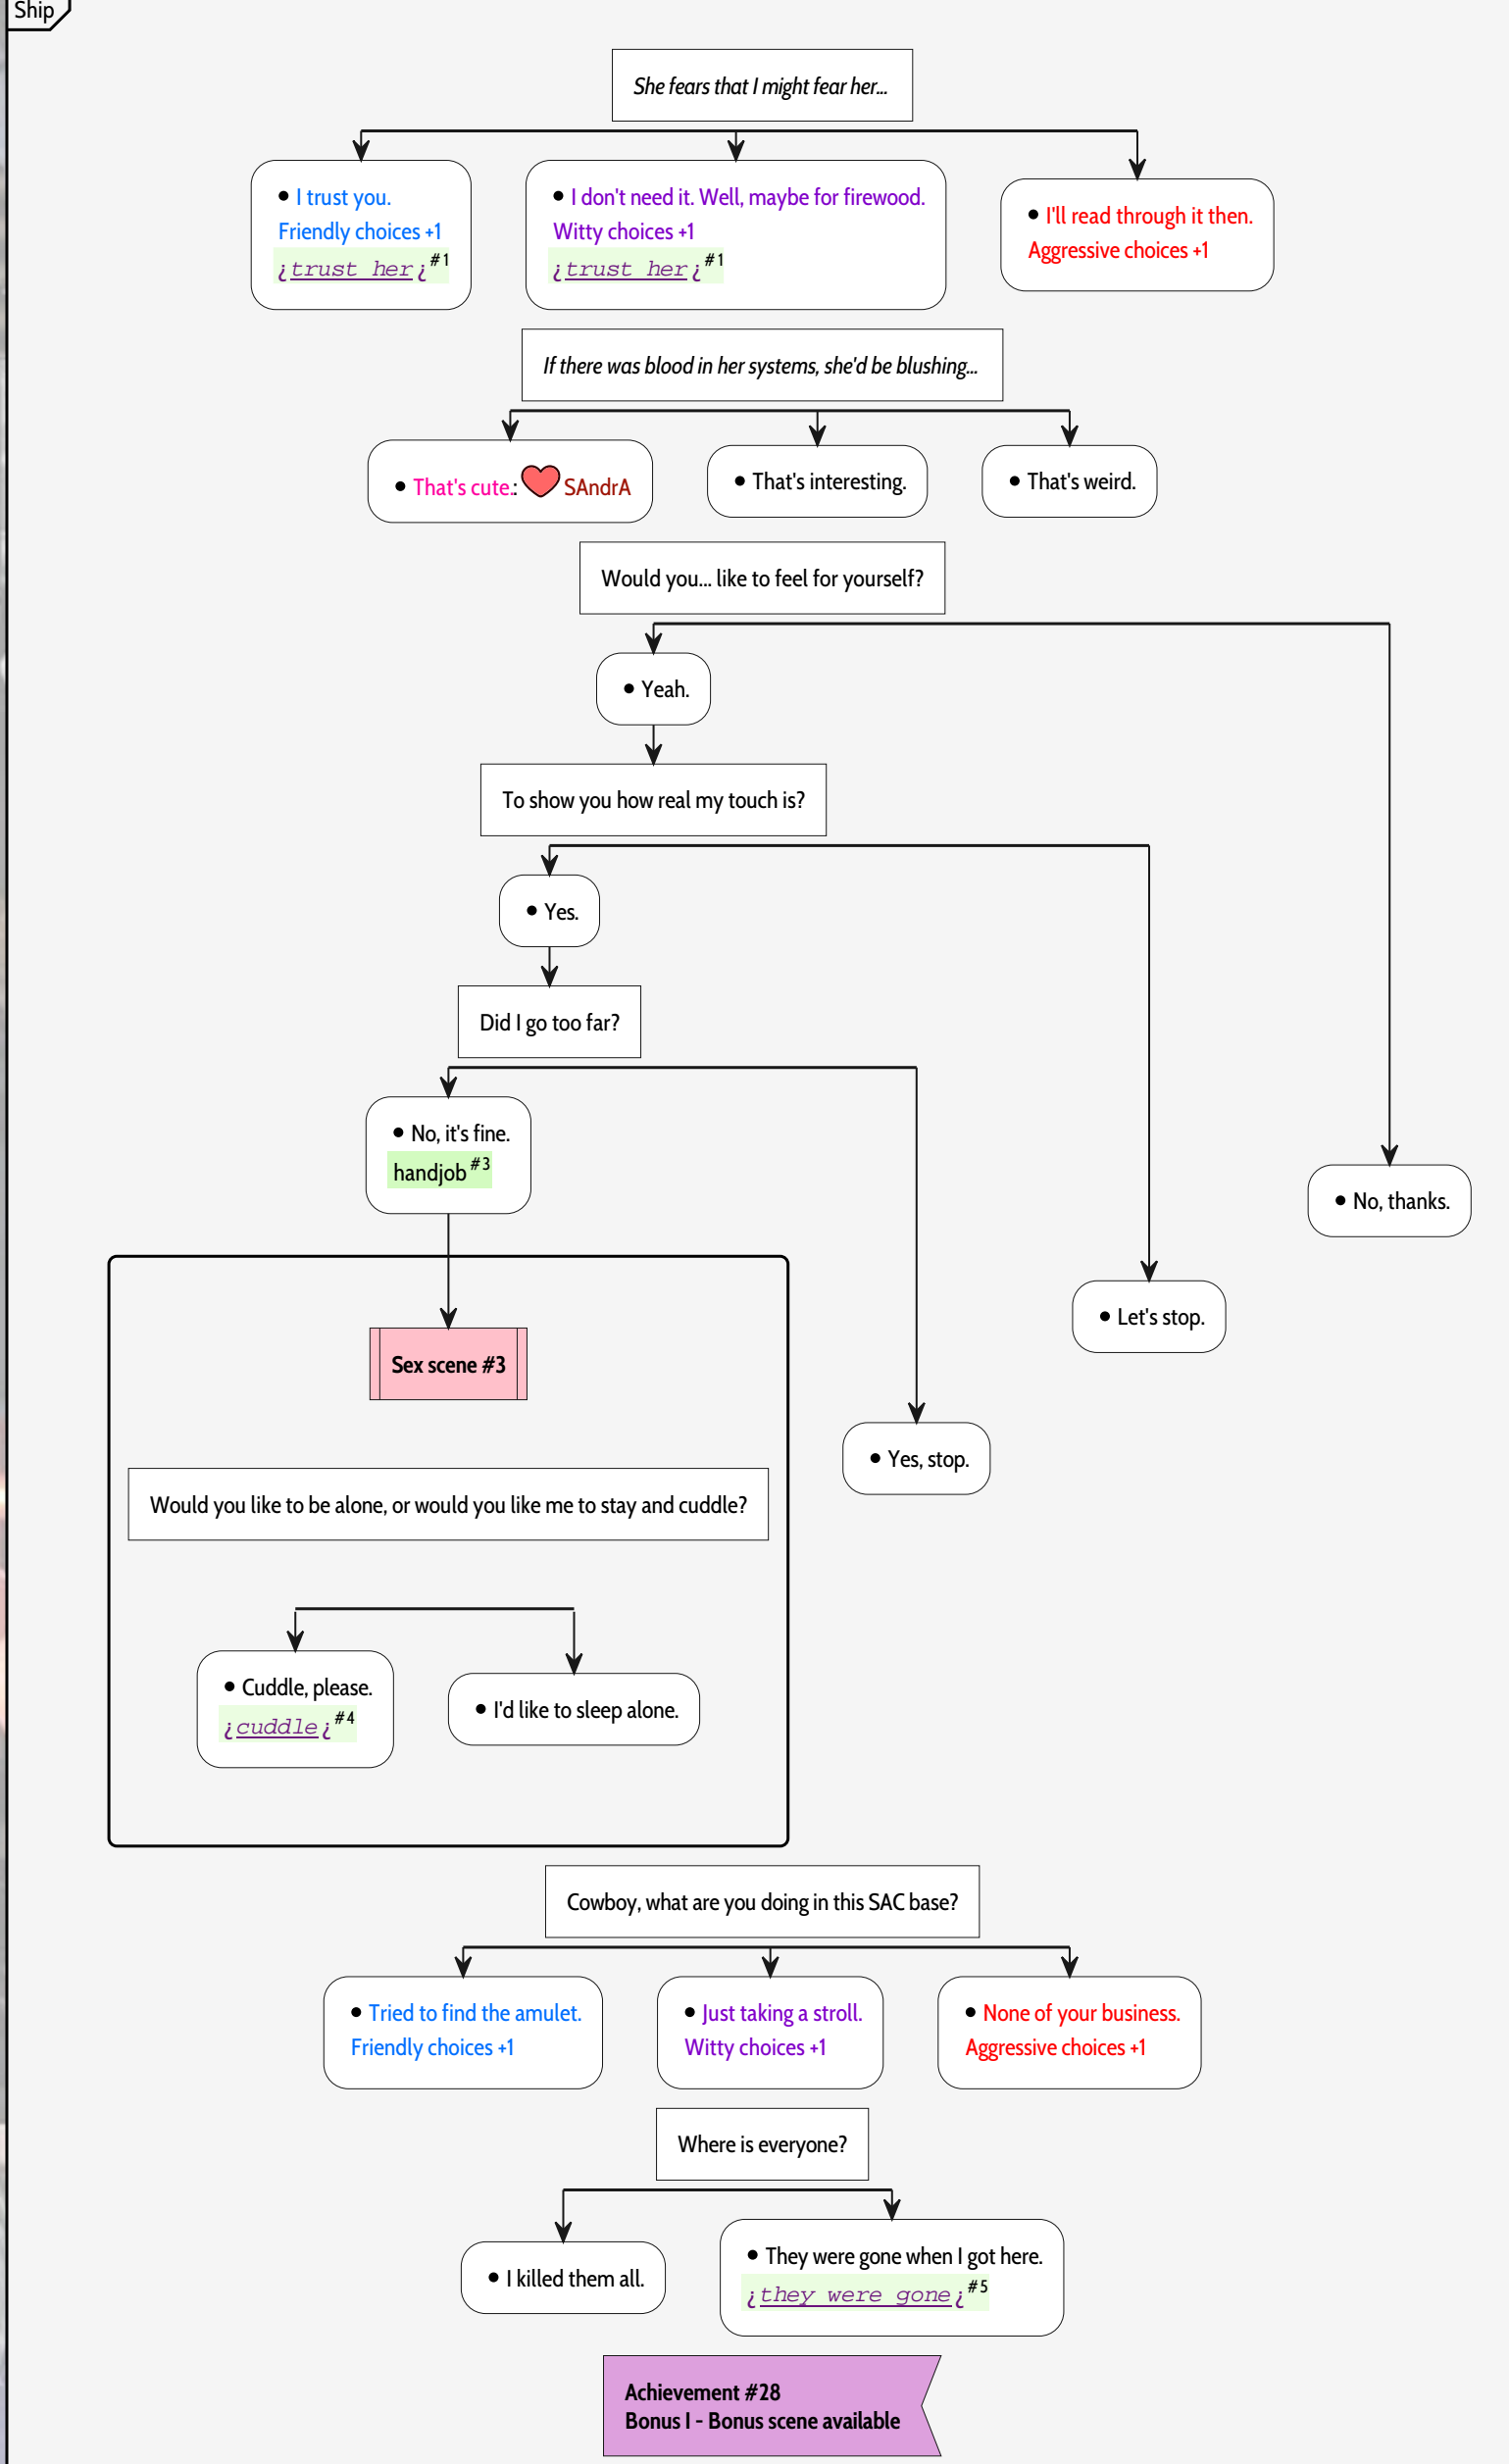 Ship
She fears that I might fear her...
• I trust you.
Friendly choices +1
¿trust her¿#1
• I don't need it. Well, maybe for firewood.
Witty choices +1
¿trust her¿#1
• I'll read through it then.
Aggressive choices +1
If there was blood in her systems, she'd be blushing...
• That's cute.: SAndrA
• That's interesting.
• That's weird.
Would you... like to feel for yourself?
• Yeah.
To show you how real my touch is?
• Yes.
Did I go too far?
• No, it's fine.
handjob#3
• No, thanks.
• Let's stop.
Sex scene #3
• Yes, stop.
Would you like to be alone, or would you like me to stay and cuddle?
• Cuddle, please.
¿cuddle¿#4
• I'd like to sleep alone.
Cowboy, what are you doing in this SAC base?
• Tried to find the amulet.
Friendly choices +1
• Just taking a stroll.
Witty choices +1
• None of your business.
Aggressive choices +1
Where is everyone?
• I killed them all.
• They were gone when I got here.
¿they were gone¿#5
Achievement #28
Bonus I - Bonus scene available